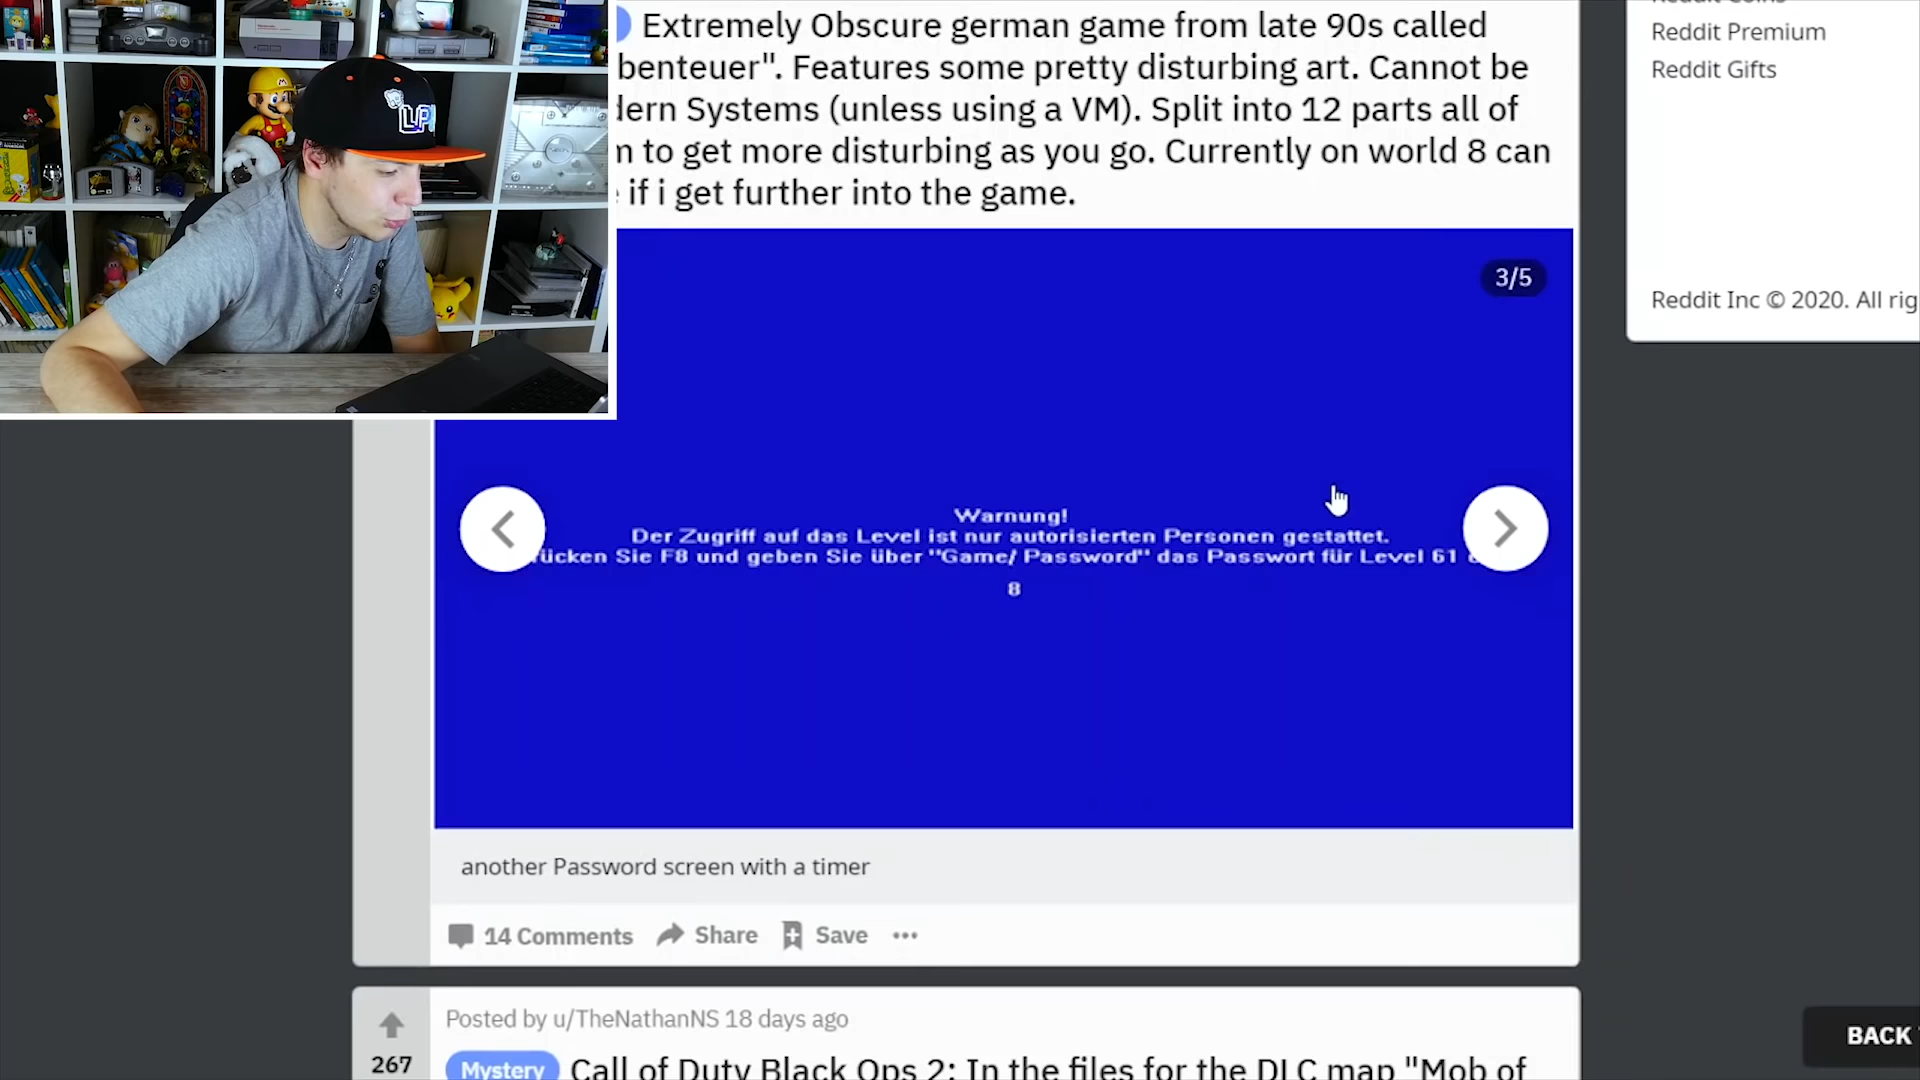 Extremely Obscure german game from late 90s called
benteuer". Features some pretty disturbing art. Cannot be
dern Systems (unless using a VM). Split into 12 parts all of
n to get more disturbing as you go. Currently on world 8 can
if i get further into the game.
Reddit Coins
Reddit Premium
Reddit Gifts
Reddit Inc © 2020. All rig
3/5
Warnung!
Der Zugriff auf das Level ist nur autorisierten Personen gestattet.
rücken Sie F8 und geben Sie über "Game/ Password" das Passwort für Level 61
8
another Password screen with a timer
14 Comments Share Save
Posted by u/TheNathanNS 18 days ago
267
Mystery Call of Duty Black Ops 2: In the files for the DLC map "Mob of
BACK